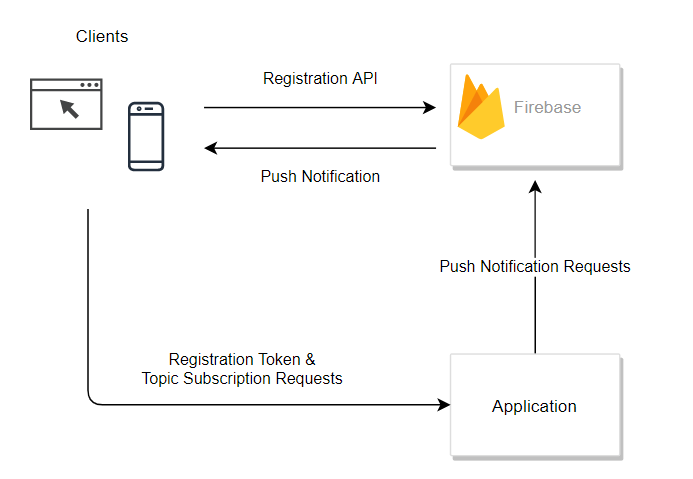 Clients
Registration API
Firebase
Push Notification
Push Notification Requests
Registration Token &
Topic Subscription Requests
Application